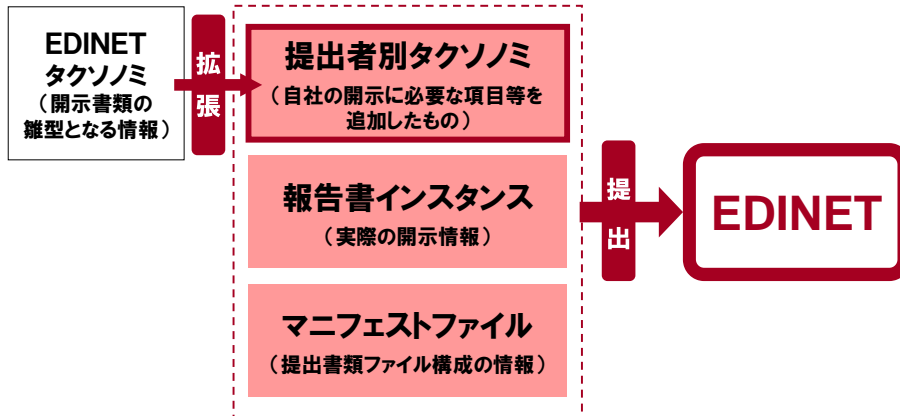 EDINET
タクソノミ
（開示書類の
雛型となる情報）
拡張
提出者別タクソノミ
（自社の開示に必要な項目等を
追加したもの）
報告書インスタンス
（実際の開示情報）
マニフェストファイル
（提出書類ファイル構成の情報）
提出
EDINET